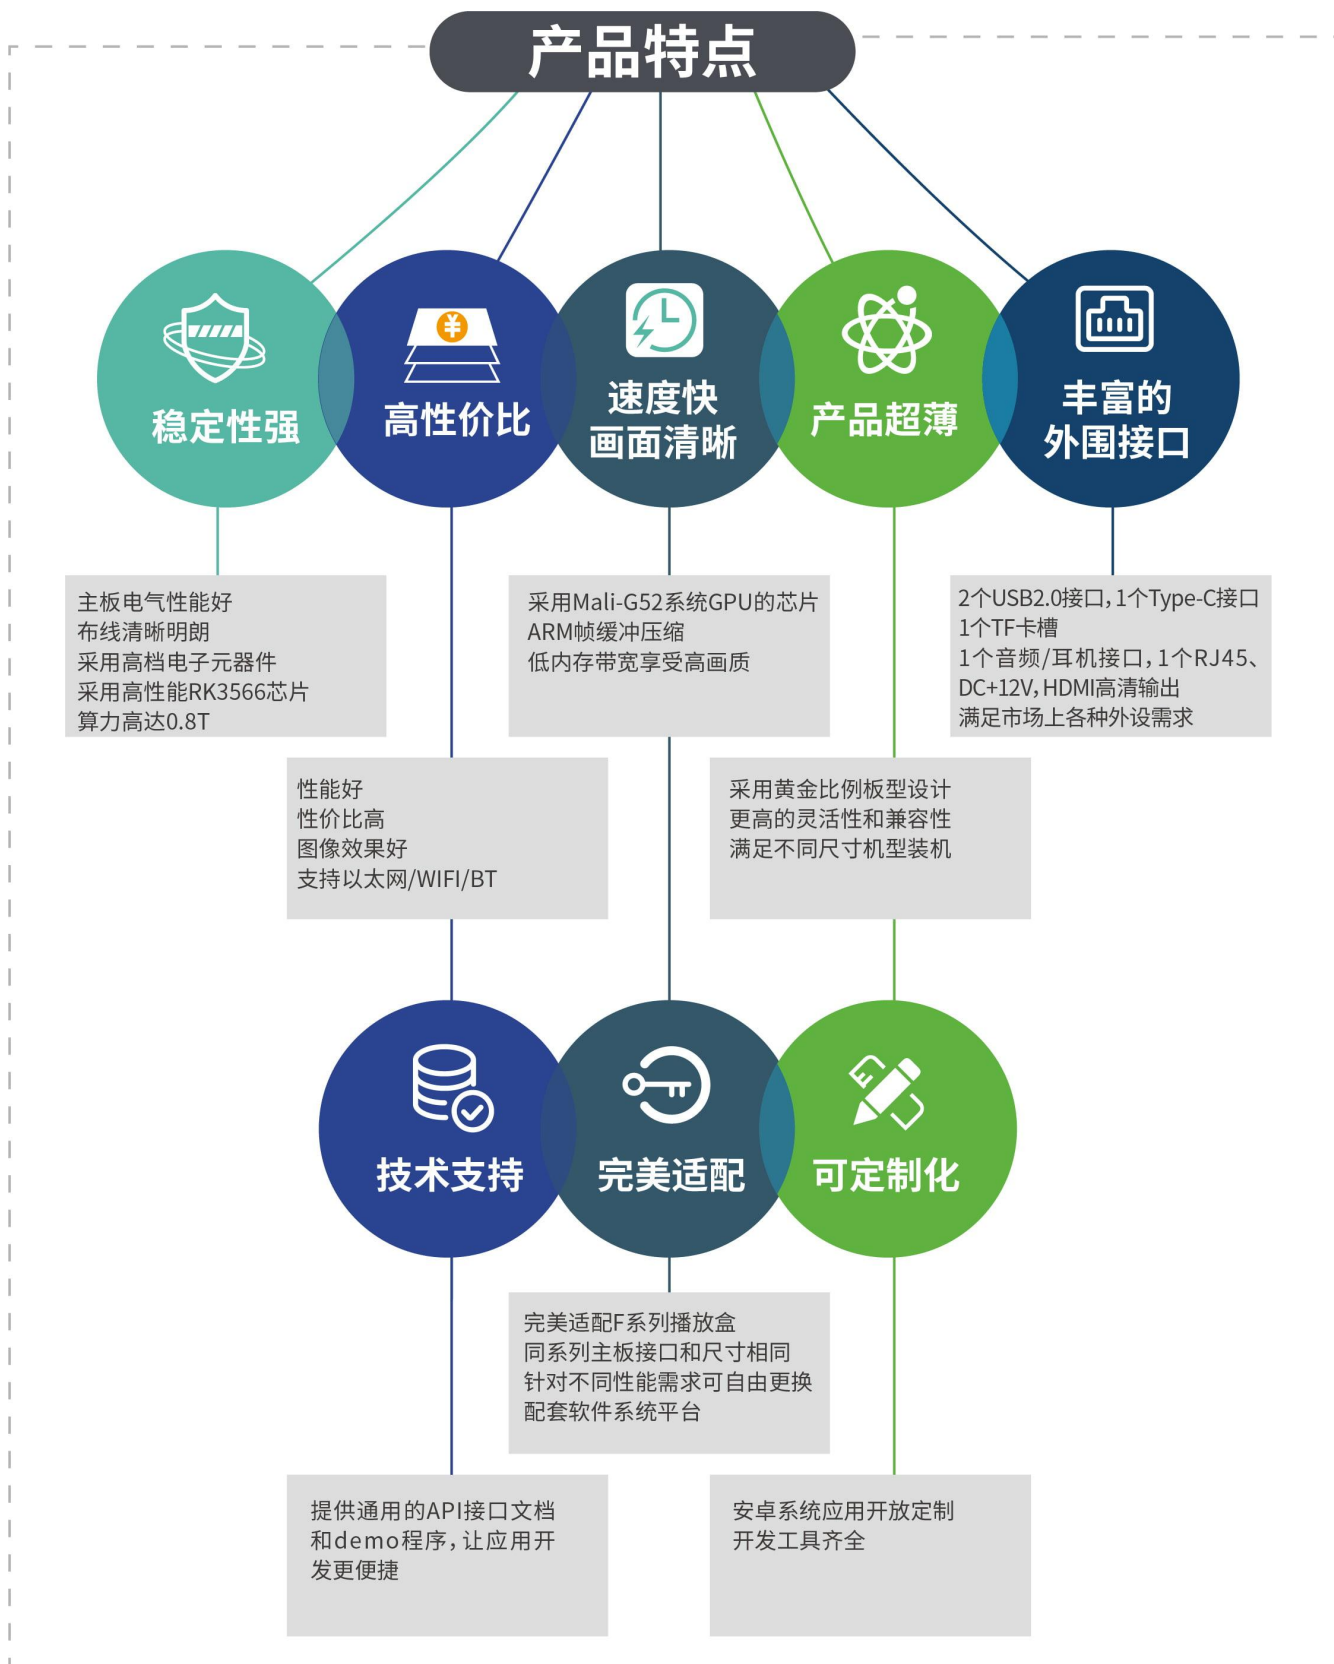 产品特点
稳定性强
高性价比
速度快
画面清晰
产品超薄
丰富的
外围接口
主板电气性能好
布线清晰明朗
采用高档电子元器件
采用高性能RK3566芯片
算力高达0.8T
采用Mali-G52系统GPU的芯片
ARM帧缓冲压缩
低内存带宽享受高画质
2个USB2.0接口,1个Type-C接口
1个TF卡槽
1个音频/耳机接口,1个RJ45、
DC+12V,HDMI高清输出
满足市场上各种外设需求
性能好
性价比高
图像效果好
支持以太网/WIFI/BT
采用黄金比例板型设计
更高的灵活性和兼容性
满足不同尺寸机型装机
技术支持
完美适配
可定制化
完美适配F系列播放盒
同系列主板接口和尺寸相同
针对不同性能需求可自由更换
配套软件系统平台
提供通用的API接口文档
和demo程序,让应用开
发更便捷
安卓系统应用开放定制
开发工具齐全